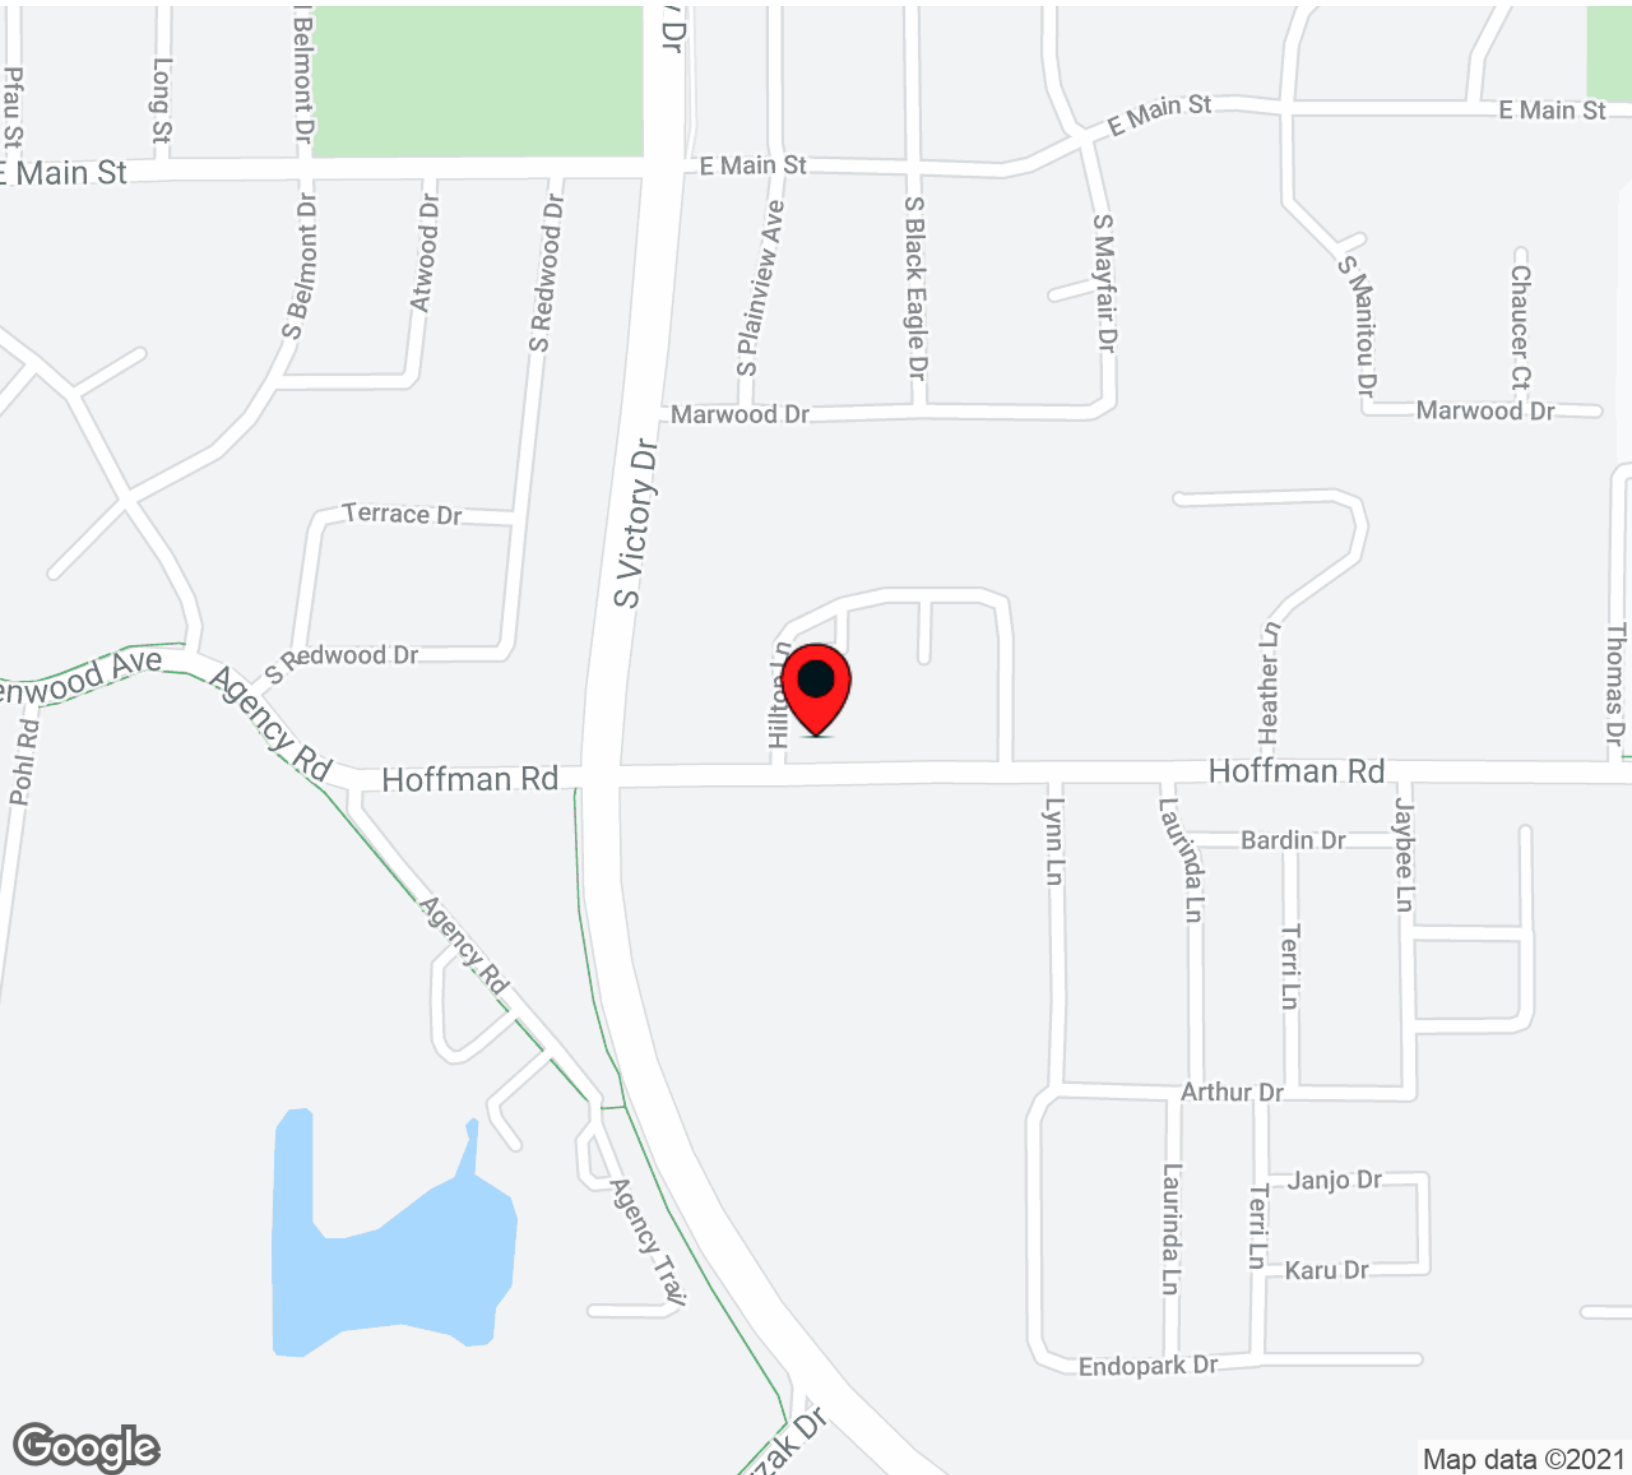 y Dr
Belmont Dr
Long St
Pfau St
E Main St
E Main St
E Main St
E Main St
S Belmont Dr
Atwood Dr
S Redwood Dr
S Plainview Ave
S Black Eagle Dr
S Mayfair Dr
S Manitou Dr
Chaucer Ct
Marwood Dr
Marwood Dr
S Victory Dr
Terrace Dr
S Redwood Dr
enwood Ave
Agency Rd
Pohl Rd
Hilltop Ln
Heather Ln
Thomas Dr
Hoffman Rd
Hoffman Rd
Lynn Ln
Laurinda Ln
Bardin Dr
Jaybee Ln
Agency Rd
Terri Ln
Arthur Dr
Agency Trail
Laurinda Ln
Terri Ln
Janjo Dr
Karu Dr
Endopark Dr
zak Dr
Google
Map data ©2021